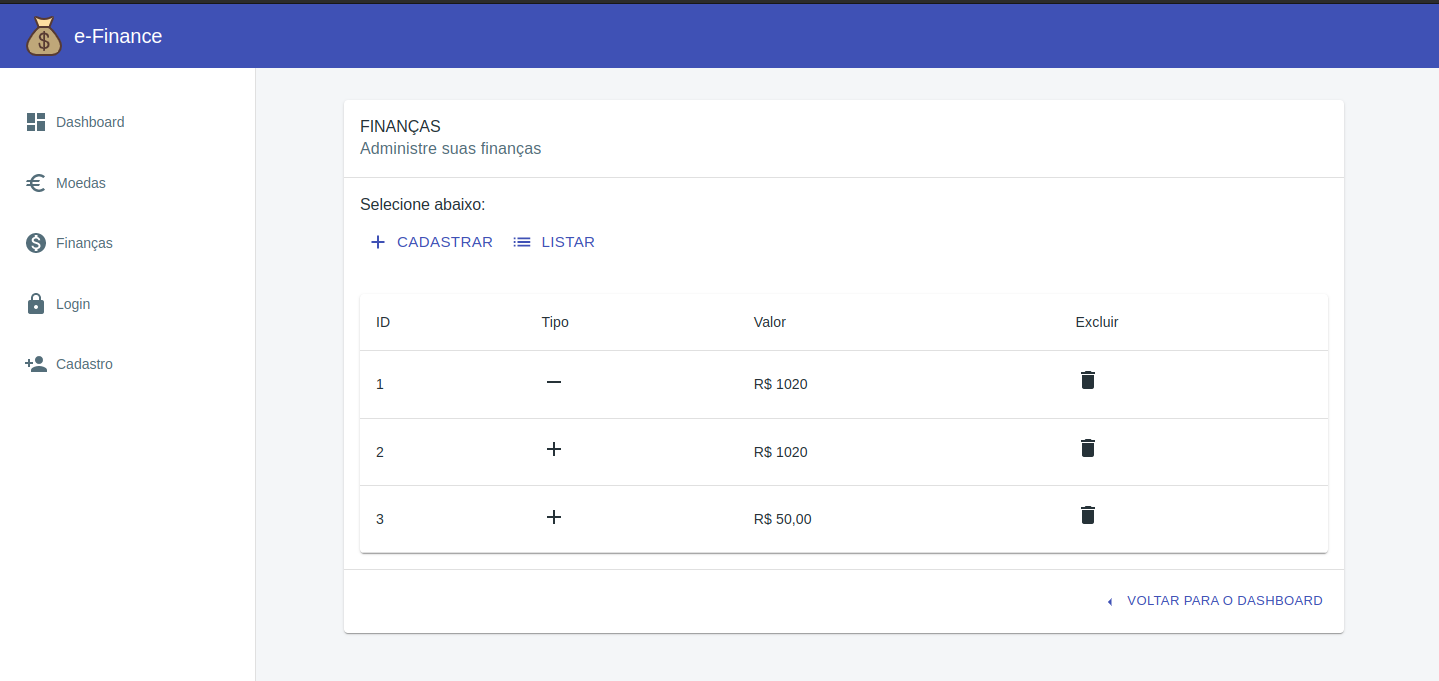 e-Finance
Dashboard
Moedas
Finanças
Login
Cadastro
FINANÇAS
Administre suas finanças
Selecione abaixo:
CADASTRAR LISTAR
ID Tipo Valor Excluir
1 − R$ 1020
2 + R$ 1020
3 + R$ 50,00
VOLTAR PARA O DASHBOARD